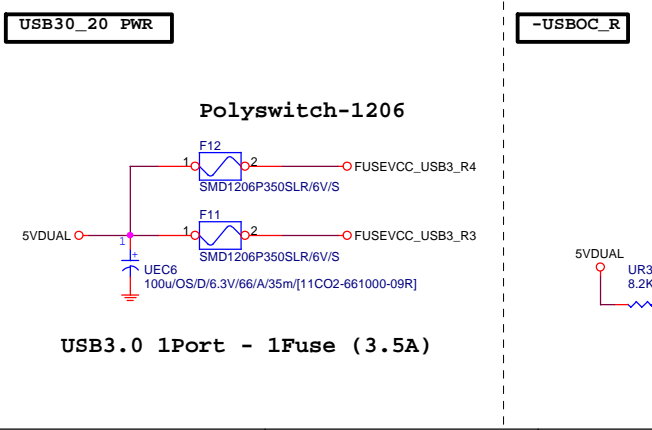 USB30_20 PWR
-USBOC_R
Polyswitch-1206
F12
1
2
FUSEVCC_USB3_R4
SMD1206P350SLR/6V/S
F11
5VDUAL
1
1
2
FUSEVCC_USB3_R3
SMD1206P350SLR/6V/S
+
UEC6
100u/OS/D/6.3V/66/A/35m/[11CO2-661000-09R]
5VDUAL
UR3
8.2K
USB3.0 1Port - 1Fuse (3.5A)